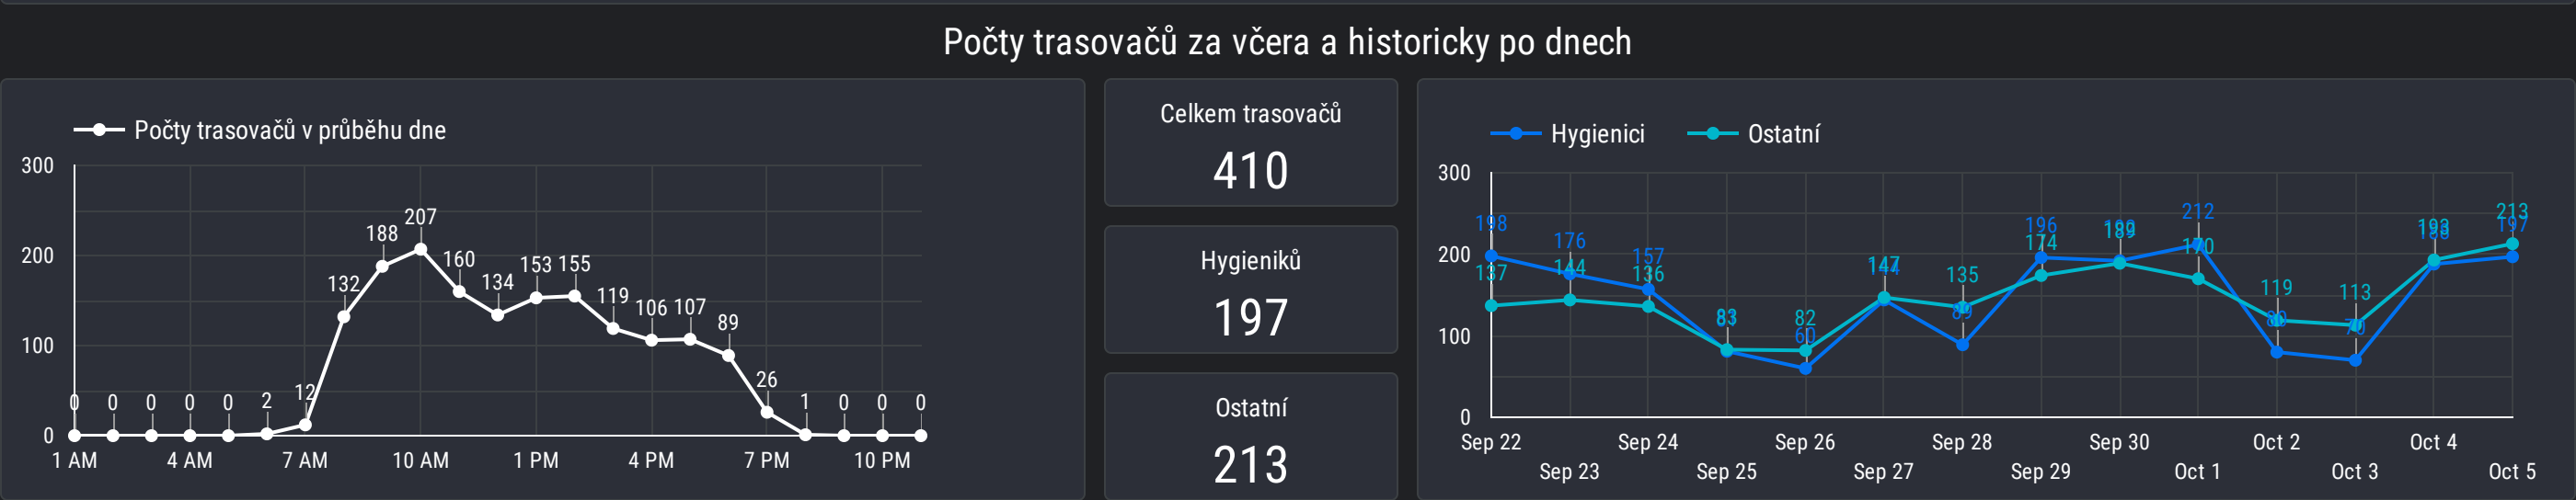 Počty trasovačů za včera a historicky po dnech
Počty trasovačů v průběhu dne
300
200
100
0
0 0 0 0 0 2 12 132 188 207 160 134 153 155 119 106 107 89 26 1 0 0 0
1 AM 4 AM 7 AM 10 AM 1 PM 4 PM 7 PM 10 PM
Celkem trasovačů
410
Hygieniků
197
Ostatní
213
Hygienici Ostatní
300
200
100
0
198 176 157 60 89 196 212 80 70 197
137 144 136 83 82 147 135 174 189 170 119 113 193 213
Sep 22 Sep 24 Sep 26 Sep 28 Sep 30 Oct 2 Oct 4
Sep 23 Sep 25 Sep 27 Sep 29 Oct 1 Oct 3 Oct 5